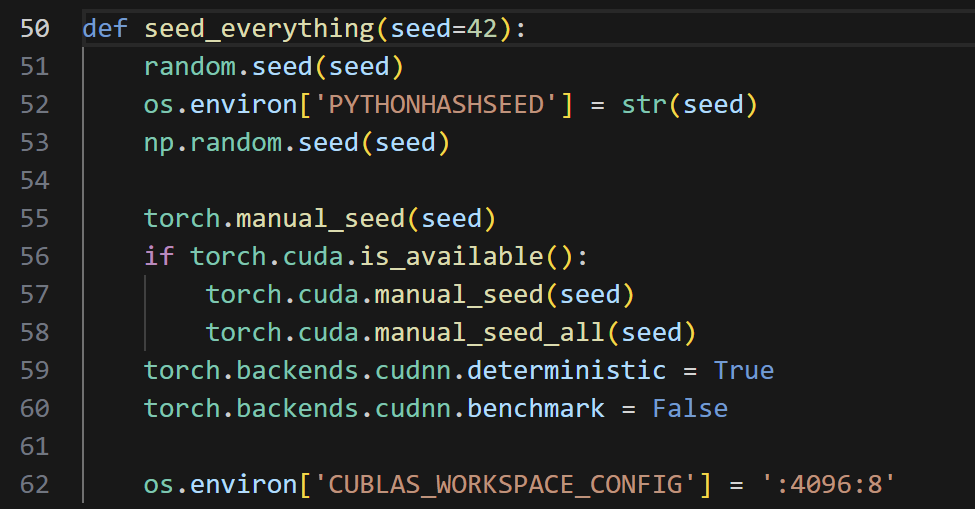 50 def seed_everything(seed=42):
51     random.seed(seed)
52     os.environ['PYTHONHASHSEED'] = str(seed)
53     np.random.seed(seed)
54
55     torch.manual_seed(seed)
56     if torch.cuda.is_available():
57         torch.cuda.manual_seed(seed)
58         torch.cuda.manual_seed_all(seed)
59     torch.backends.cudnn.deterministic = True
60     torch.backends.cudnn.benchmark = False
61
62     os.environ['CUBLAS_WORKSPACE_CONFIG'] = ':4096:8'